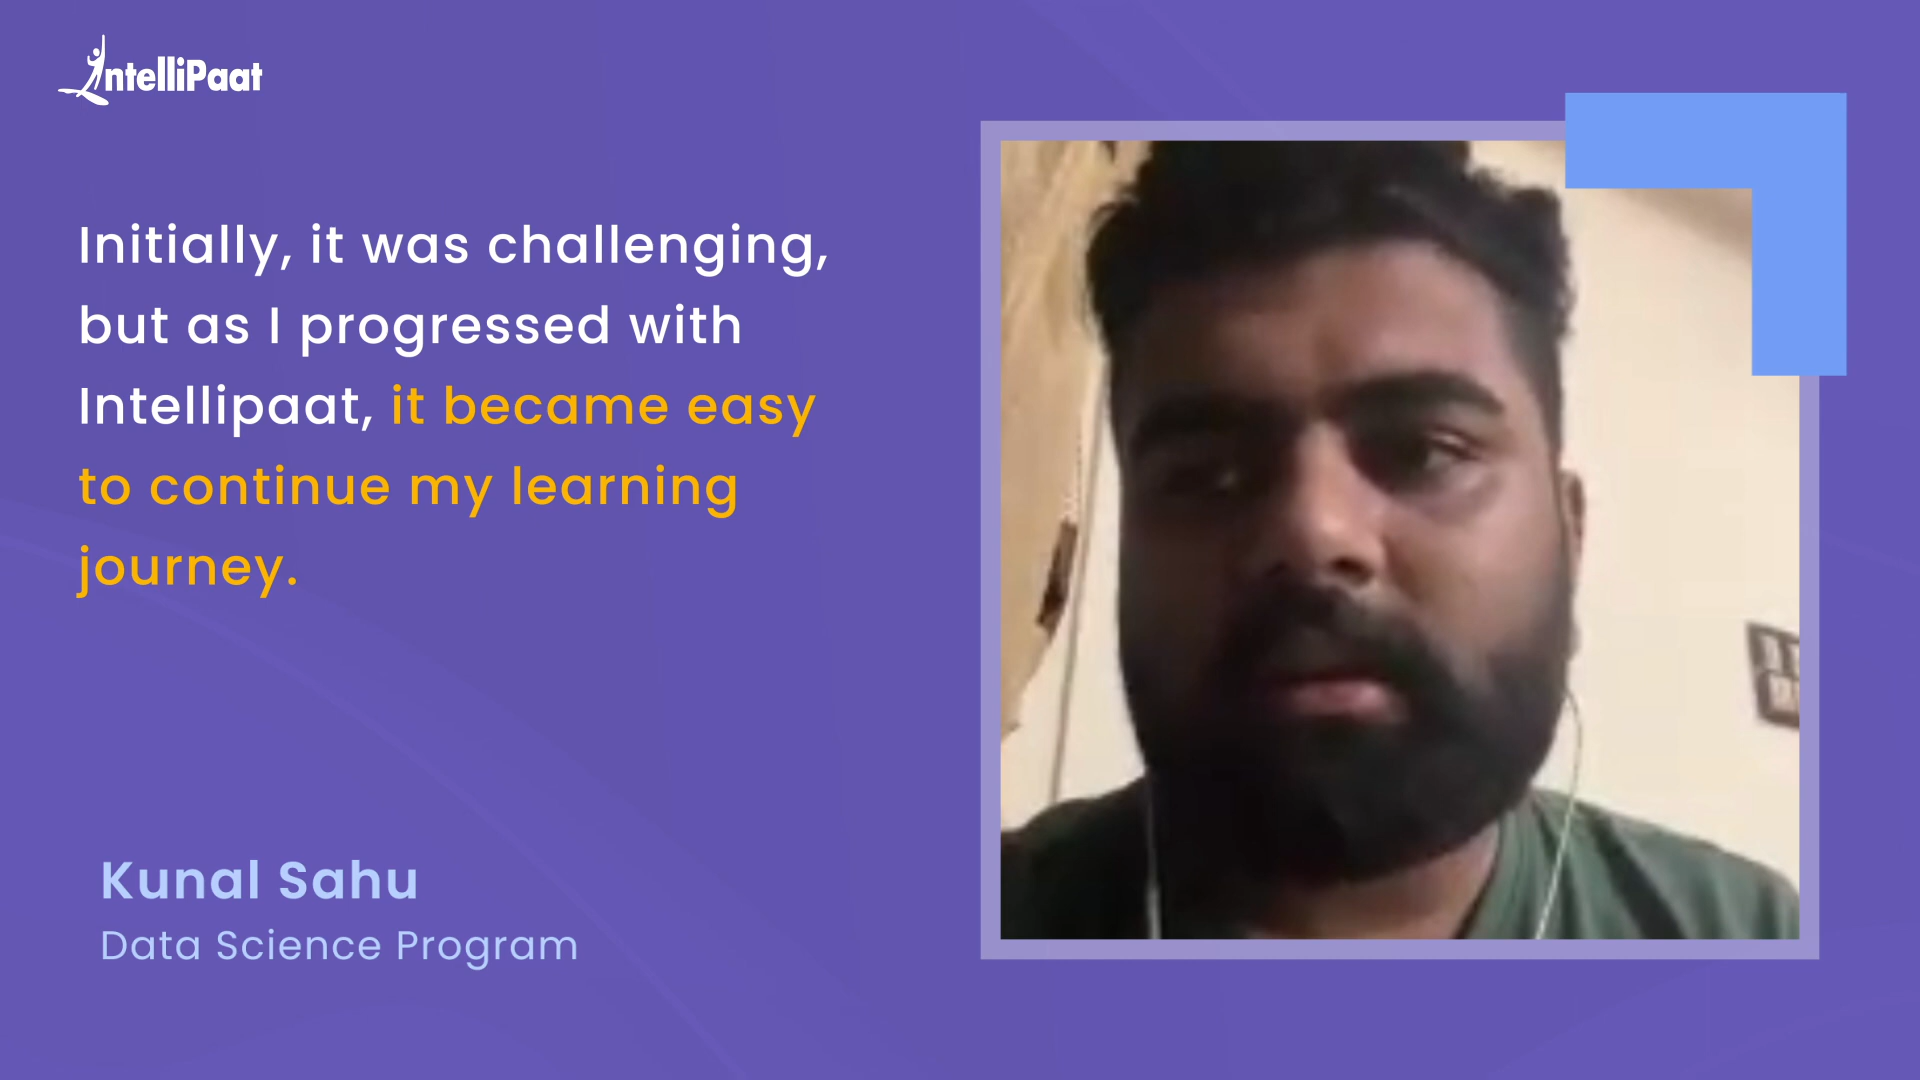 IntelliPaat
Initially, it was challenging,
but as I progressed with
Intellipaat, it became easy
to continue my learning
journey.
Kunal Sahu
Data Science Program